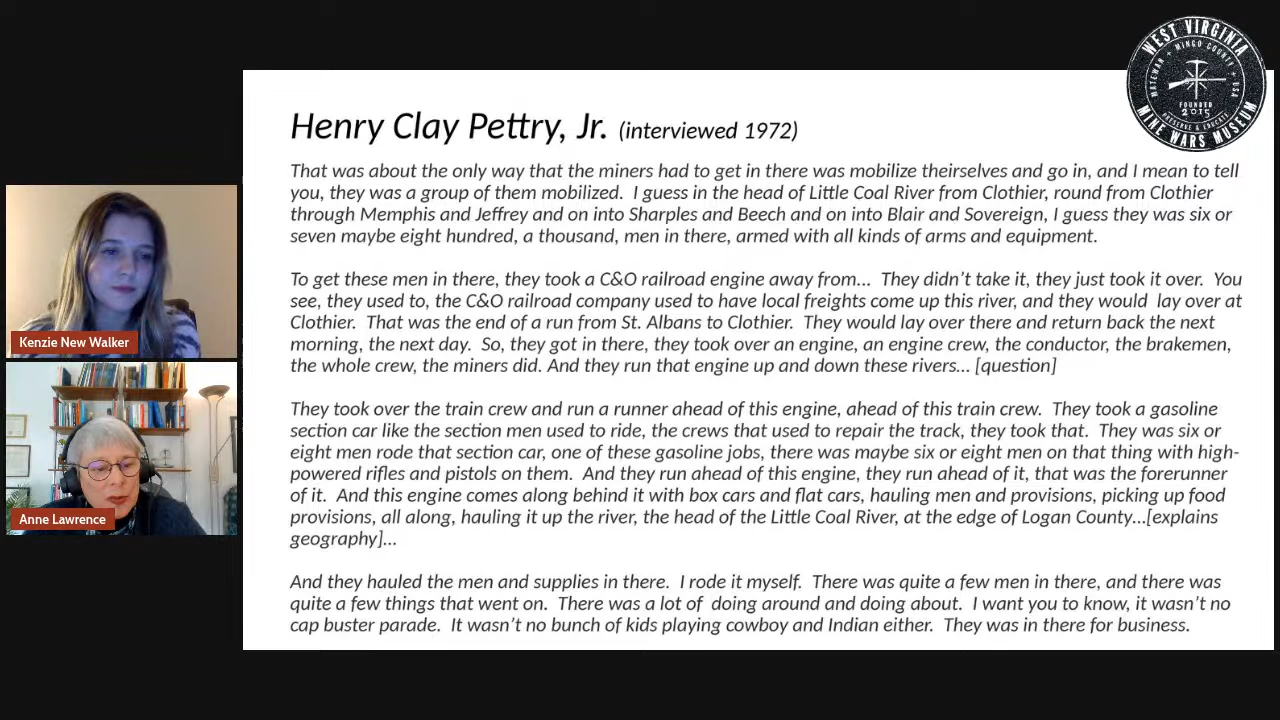 WEST VIRGINIA
MINGO COUNTY
MATEWAN
USA
FOUNDED
2015
PRESERVE & EDUCATE
MINE WARS MUSEUM
Henry Clay Pettry, Jr. (interviewed 1972)
That was about the only way that the miners had to get in there was mobilize theirselves and go in, and I mean to tell
you, they was a group of them mobilized.  I guess in the head of Little Coal River from Clothier, round from Clothier
through Memphis and Jeffrey and on into Sharples and Beech and on into Blair and Sovereign, I guess they was six or
seven maybe eight hundred, a thousand, men in there, armed with all kinds of arms and equipment.
To get these men in there, they took a C&O railroad engine away from...  They didn't take it, they just took it over.  You
see, they used to, the C&O railroad company used to have local freights come up this river, and they would  lay over at
Clothier.  That was the end of a run from St. Albans to Clothier.  They would lay over there and return back the next
morning, the next day.  So, they got in there, they took over an engine, an engine crew, the conductor, the brakemen,
the whole crew, the miners did. And they run that engine up and down these rivers... [question]
They took over the train crew and run a runner ahead of this engine, ahead of this train crew.  They took a gasoline
section car like the section men used to ride, the crews that used to repair the track, they took that.  They was six or
eight men rode that section car, one of these gasoline jobs, there was maybe six or eight men on that thing with high-
powered rifles and pistols on them.  And they run ahead of this engine, they run ahead of it, that was the forerunner
of it.  And this engine comes along behind it with box cars and flat cars, hauling men and provisions, picking up food
provisions, all along, hauling it up the river, the head of the Little Coal River, at the edge of Logan County...[explains
geography]...
And they hauled the men and supplies in there.  I rode it myself.  There was quite a few men in there, and there was
quite a few things that went on.  There was a lot of  doing around and doing about.  I want you to know, it wasn't no
cap buster parade.  It wasn't no bunch of kids playing cowboy and Indian either.  They was in there for business.
Kenzie New Walker
Anne Lawrence